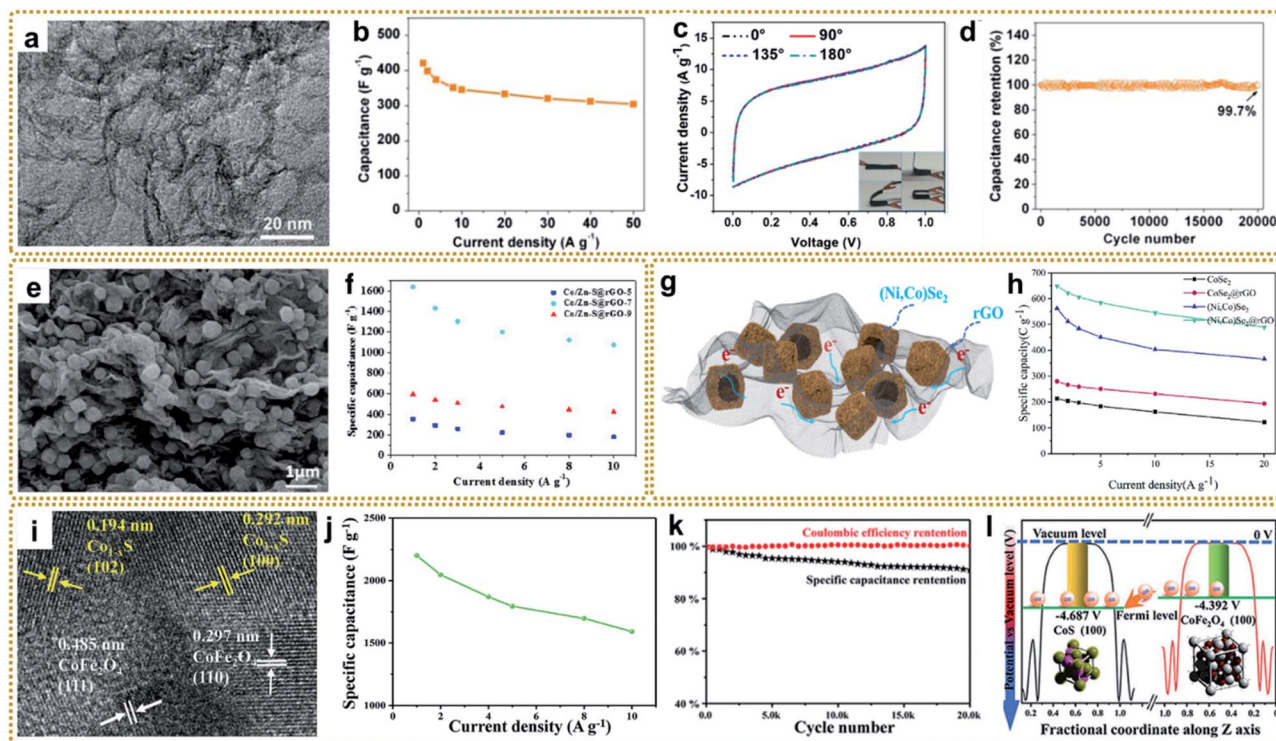 a
20 nm
b
Capacitance (F g⁻¹)
500
400
300
200
100
0
0 10 20 30 40 50
Current density (A g⁻¹)
c
0° 90°
135° 180°
Current density (A g⁻¹)
15
10
5
0
-5
-10
0.0 0.2 0.4 0.6 0.8 1.0
Voltage (V)
d
Capacitance retention (%)
140
120
100
80
60
40
20
0
99.7%
0 5000 10000 15000 20000
Cycle number
e
1μm
f
Specific capacitance (F g⁻¹)
Co/Zn-S@rGO-5
Co/Zn-S@rGO-7
Co/Zn-S@rGO-9
1600
1400
1200
1000
800
600
400
200
0 2 4 6 8 10
Current density (A g⁻¹)
g
(Ni,Co)Se₂
rGO
e⁻
e⁻
e⁻
e⁻
e⁻
h
CoSe₂
CoSe₂@rGO
(Ni,Co)Se₂
(Ni,Co)Se₂@rGO
Specific capacity(C g⁻¹)
700
600
500
400
300
200
100
0
5 10 15 20
Current density(A g⁻¹)
i
0.194 nm
Co₁₋ₓS
(102)
0.292 nm
Co₁₋ₓS
(100)
0.485 nm
CoFe₂O₄
(111)
0.297 nm
CoFe₂O₄
(110)
j
Specific capacitance (F g⁻¹)
2500
2000
1500
1000
0 2 4 6 8 10
Current density (A g⁻¹)
k
Coulombic efficiency rentention
Specific capacitance rentention
100 %
80 %
60 %
40 %
0.0 5.0k 10.0k 15.0k 20.0k
Cycle number
l
Potential vs Vacuum level (V)
Vacuum level
0 V
Fermi level
-4.687 V
CoS (100)
-4.392 V
CoFe₂O₄ (100)
0.2 0.4 0.6 0.8 1.0 1.0 0.8 0.6 0.4 0.2 0
Fractional coordinate along Z axis